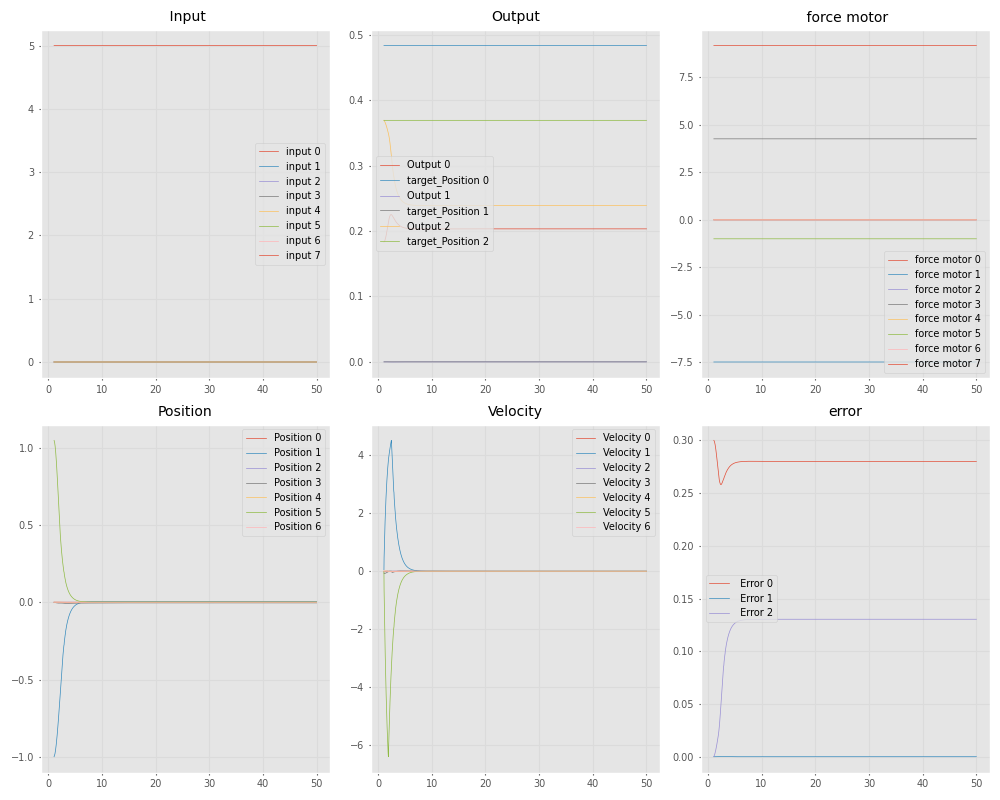 Input
5
4
3
2
1
0
input 0
input 1
input 2
input 3
input 4
input 5
input 6
input 7
0 10 20 30 40 50
Output
0.5
0.4
0.3
0.2
0.1
0.0
Output 0
target_Position 0
Output 1
target_Position 1
Output 2
target_Position 2
0 10 20 30 40 50
force motor
7.5
5.0
2.5
0.0
−2.5
−5.0
−7.5
force motor 0
force motor 1
force motor 2
force motor 3
force motor 4
force motor 5
force motor 6
force motor 7
0 10 20 30 40 50
Position
1.0
0.5
0.0
−0.5
−1.0
Position 0
Position 1
Position 2
Position 3
Position 4
Position 5
Position 6
0 10 20 30 40 50
Velocity
4
2
0
−2
−4
−6
Velocity 0
Velocity 1
Velocity 2
Velocity 3
Velocity 4
Velocity 5
Velocity 6
0 10 20 30 40 50
error
0.30
0.25
0.20
0.15
0.10
0.05
0.00
Error 0
Error 1
Error 2
0 10 20 30 40 50